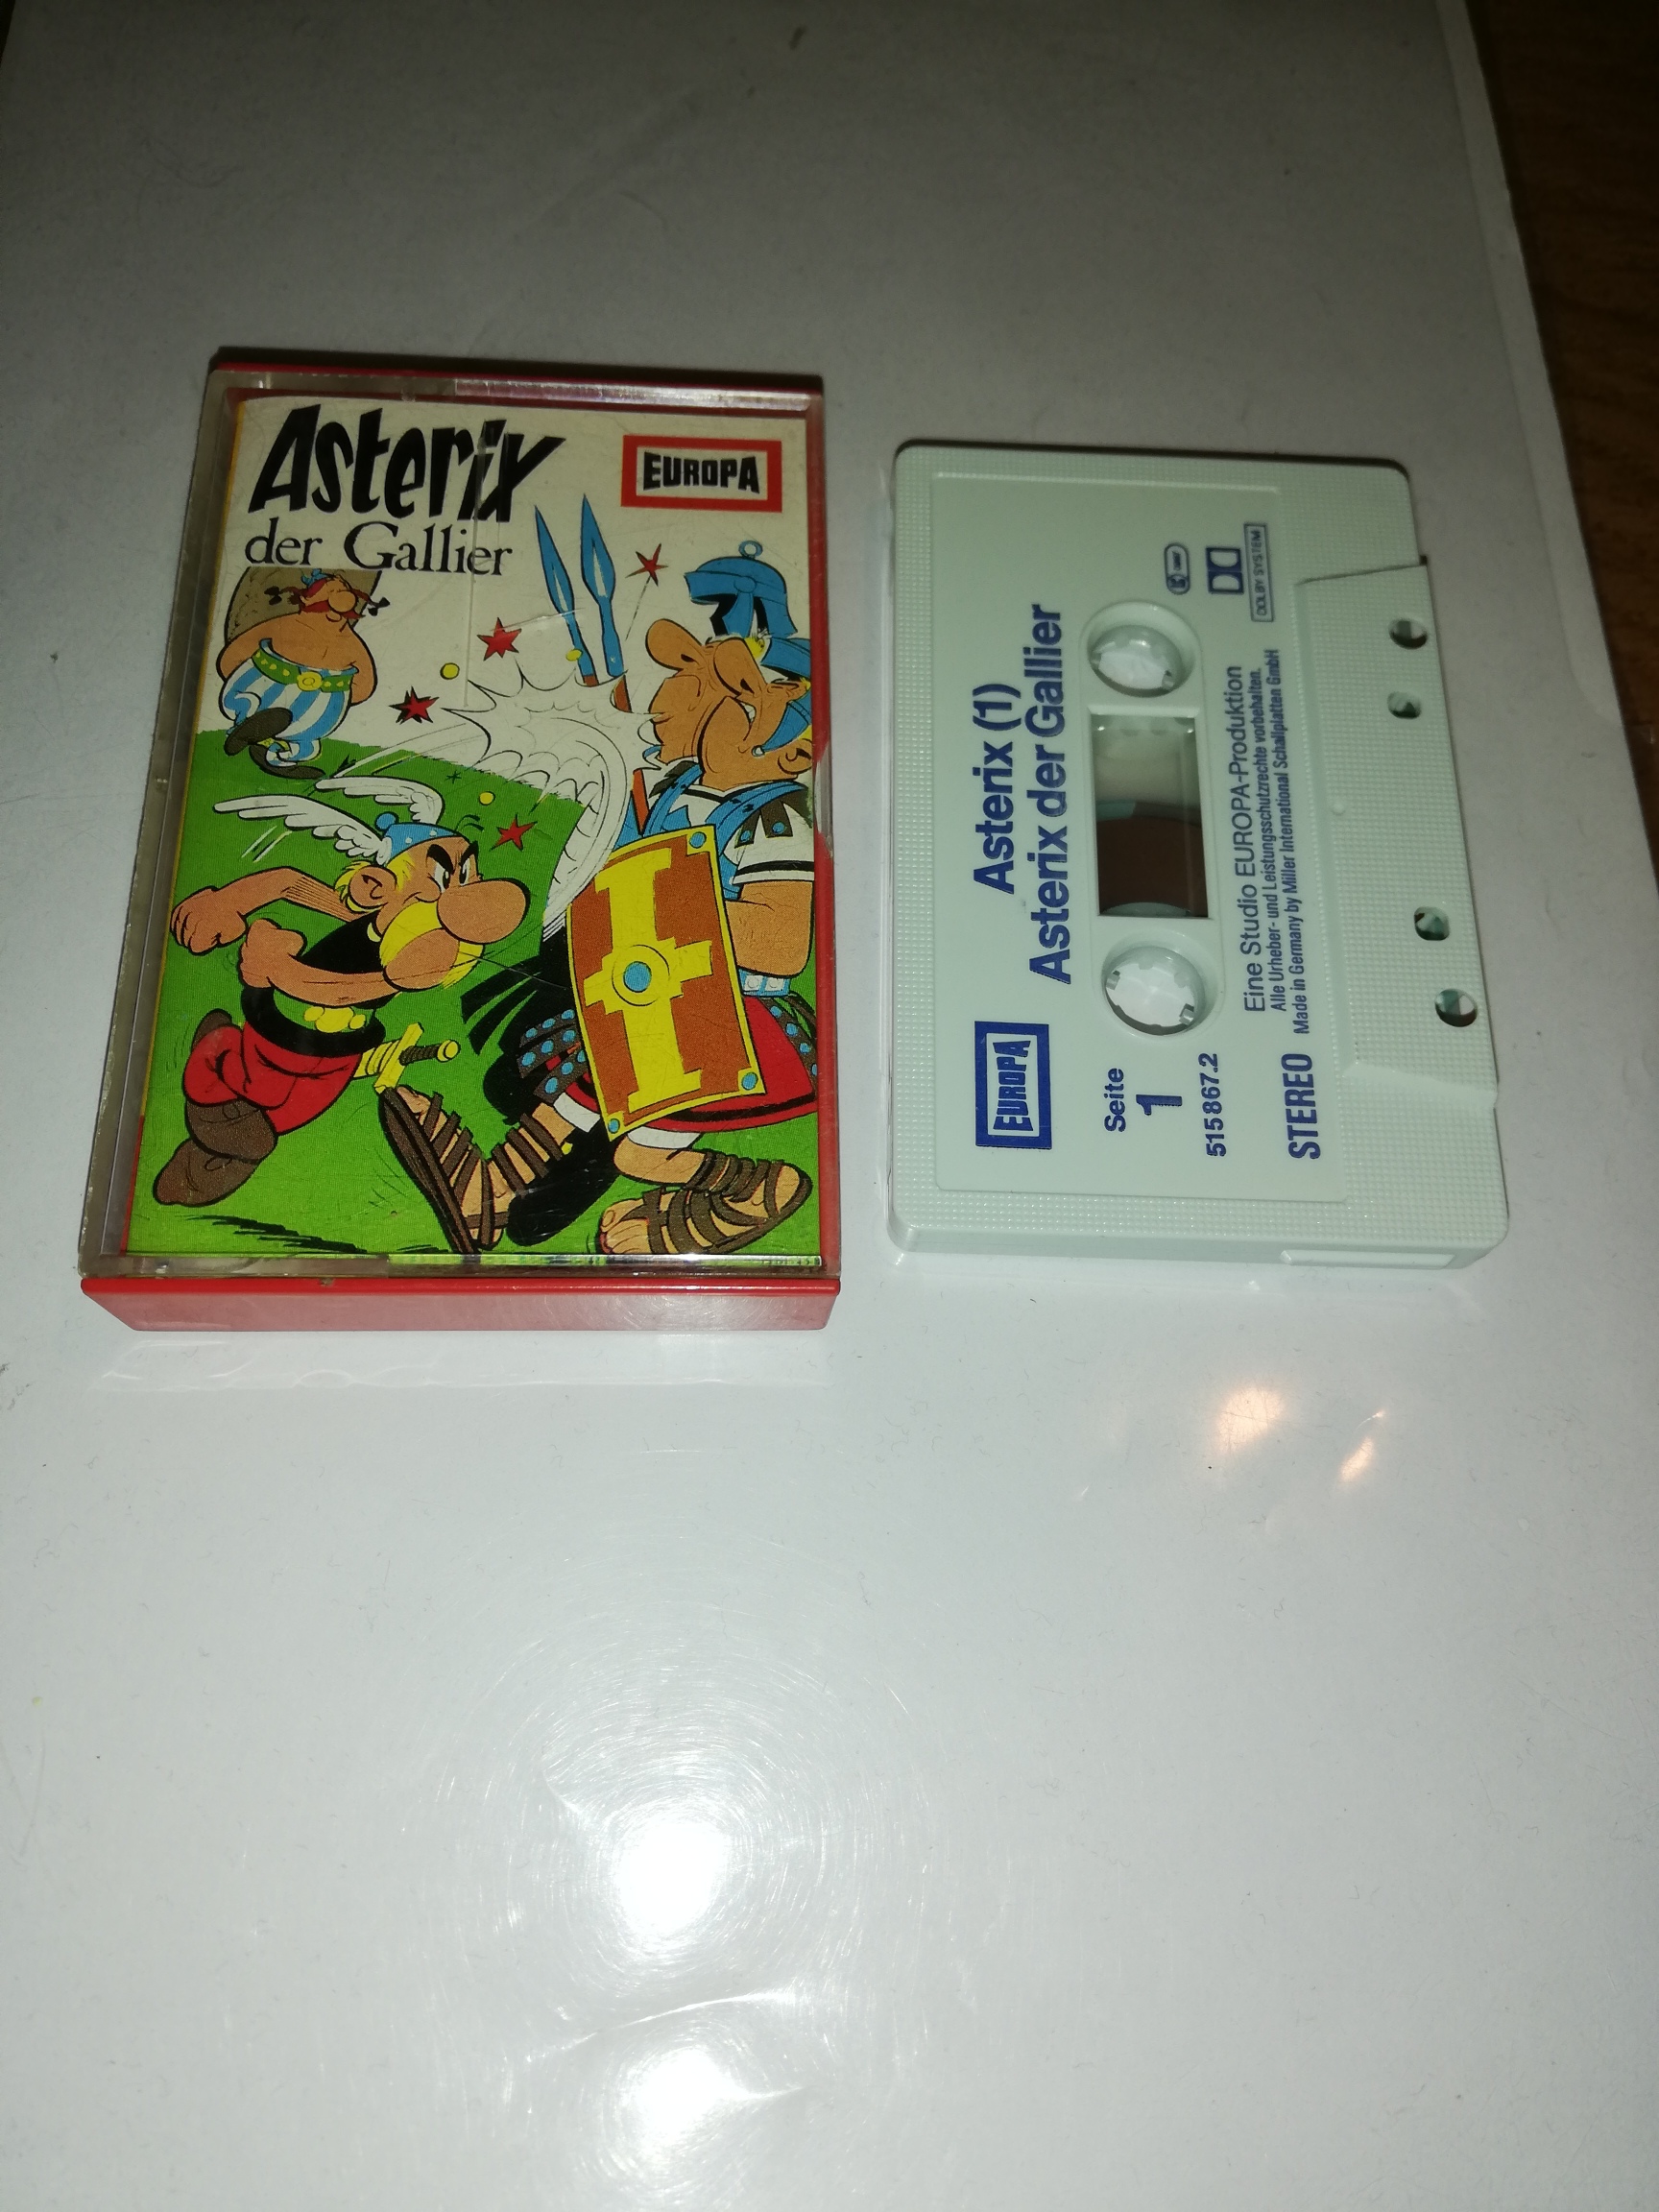 Asterix
der Gallier
EUROPA
Asterix (1)
Asterix der Gallier
EUROPA
Seite
1
515 867.2
STEREO
DOLBY SYSTEM
Eine Studio EUROPA-Produktion
Alle Urheber- und Leistungsschutzrechte vorbehalten.
Made in Germany by Miller International Schallplatten GmbH